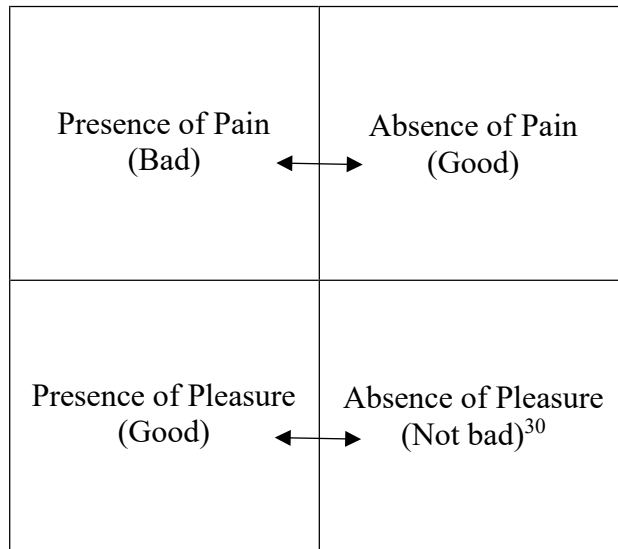 Presence of Pain
(Bad)
Absence of Pain
(Good)
Presence of Pleasure
(Good)
Absence of Pleasure
(Not bad)³⁰